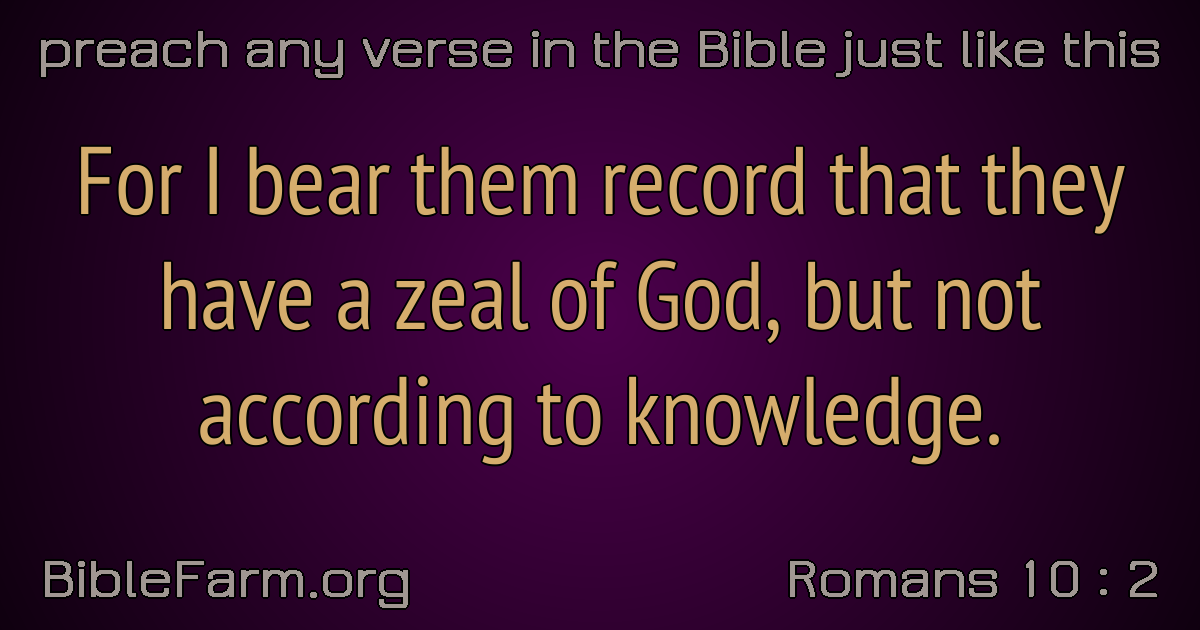 preach any verse in the Bible just like this
For I bear them record that they
have a zeal of God, but not
according to knowledge.
BibleFarm.org
Romans 10 : 2